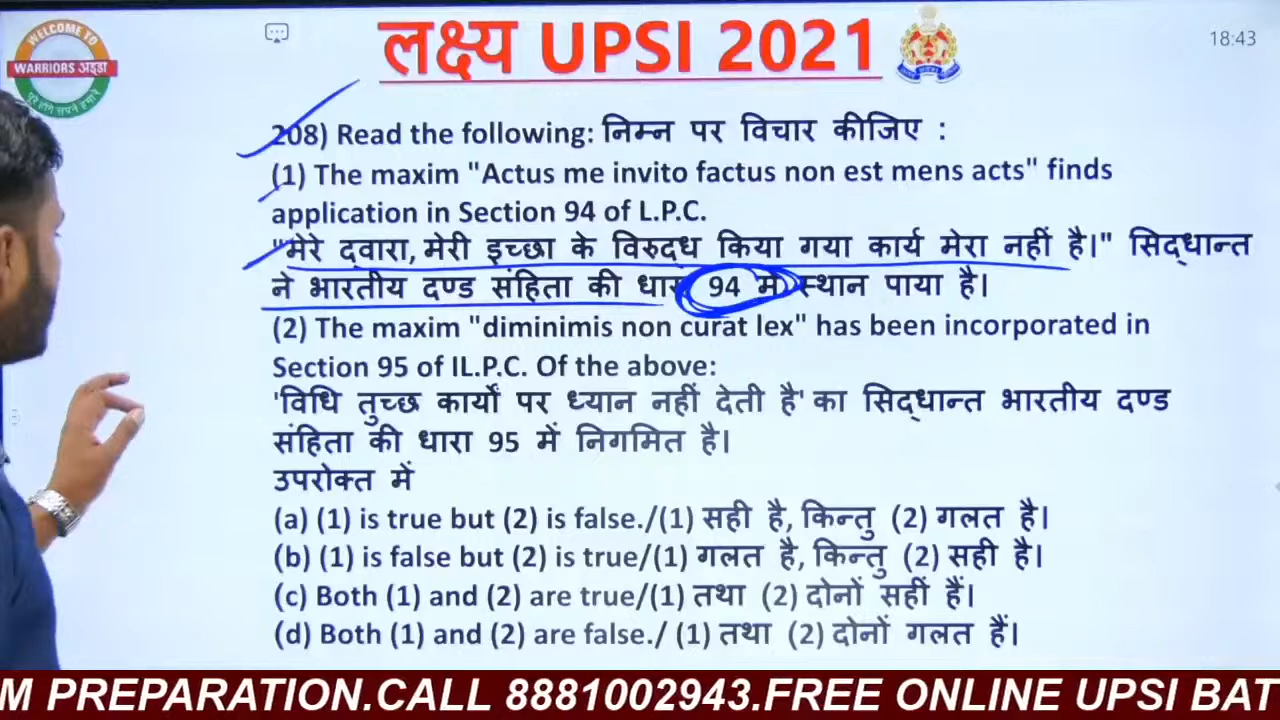 WELCOME TO
WARRIORS अड्डा
पूरे होंगे सपने हमारे
लक्ष्य UPSI 2021
18:43
208) Read the following: निम्न पर विचार कीजिए :
(1) The maxim "Actus me invito factus non est mens acts" finds
application in Section 94 of L.P.C.
"मेरे द्वारा, मेरी इच्छा के विरुद्ध किया गया कार्य मेरा नहीं है।" सिद्धान्त
ने भारतीय दण्ड संहिता की धारा 94 में स्थान पाया है।
(2) The maxim "diminimis non curat lex" has been incorporated in
Section 95 of IL.P.C. Of the above:
'विधि तुच्छ कार्यों पर ध्यान नहीं देती है' का सिद्धान्त भारतीय दण्ड
संहिता की धारा 95 में निगमित है।
उपरोक्त में
(a) (1) is true but (2) is false./(1) सही है, किन्तु (2) गलत है।
(b) (1) is false but (2) is true/(1) गलत है, किन्तु (2) सही है।
(c) Both (1) and (2) are true/(1) तथा (2) दोनों सहीं हैं।
(d) Both (1) and (2) are false./ (1) तथा (2) दोनों गलत हैं।
M PREPARATION.CALL 8881002943.FREE ONLINE UPSI BAT